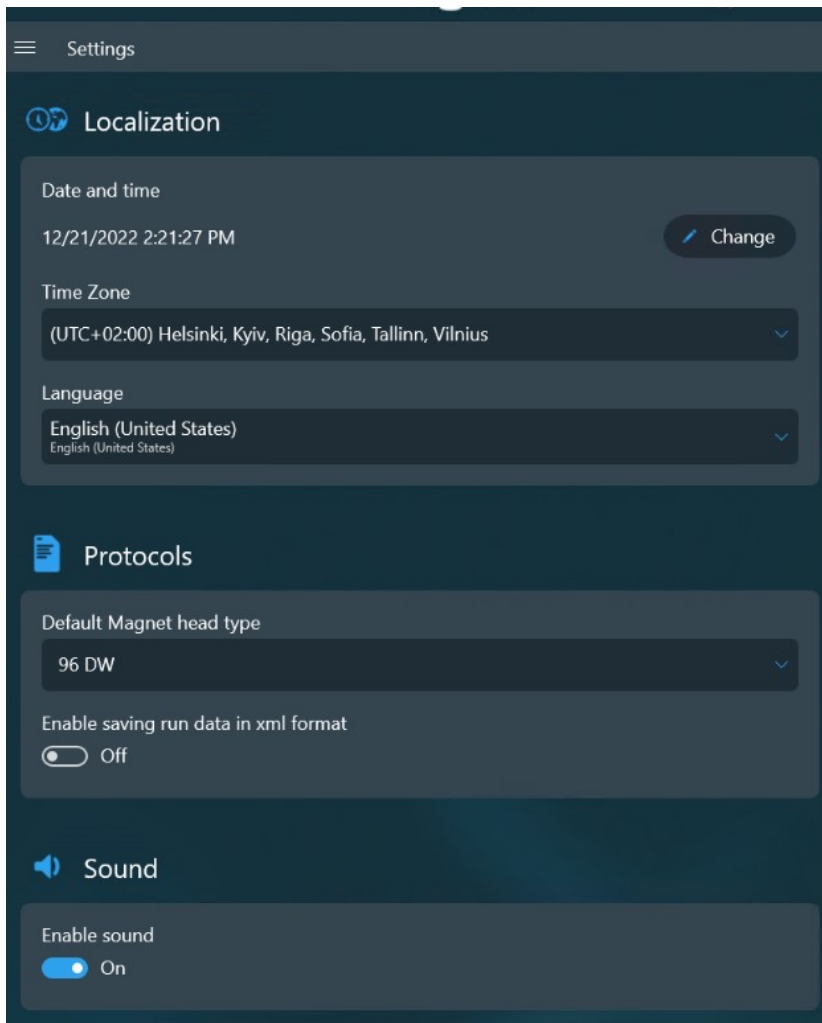 Settings
Localization
Date and time
12/21/2022 2:21:27 PM
Change
Time Zone
(UTC+02:00) Helsinki, Kyiv, Riga, Sofia, Tallinn, Vilnius
Language
English (United States)
English (United States)
Protocols
Default Magnet head type
96 DW
Enable saving run data in xml format
Off
Sound
Enable sound
On